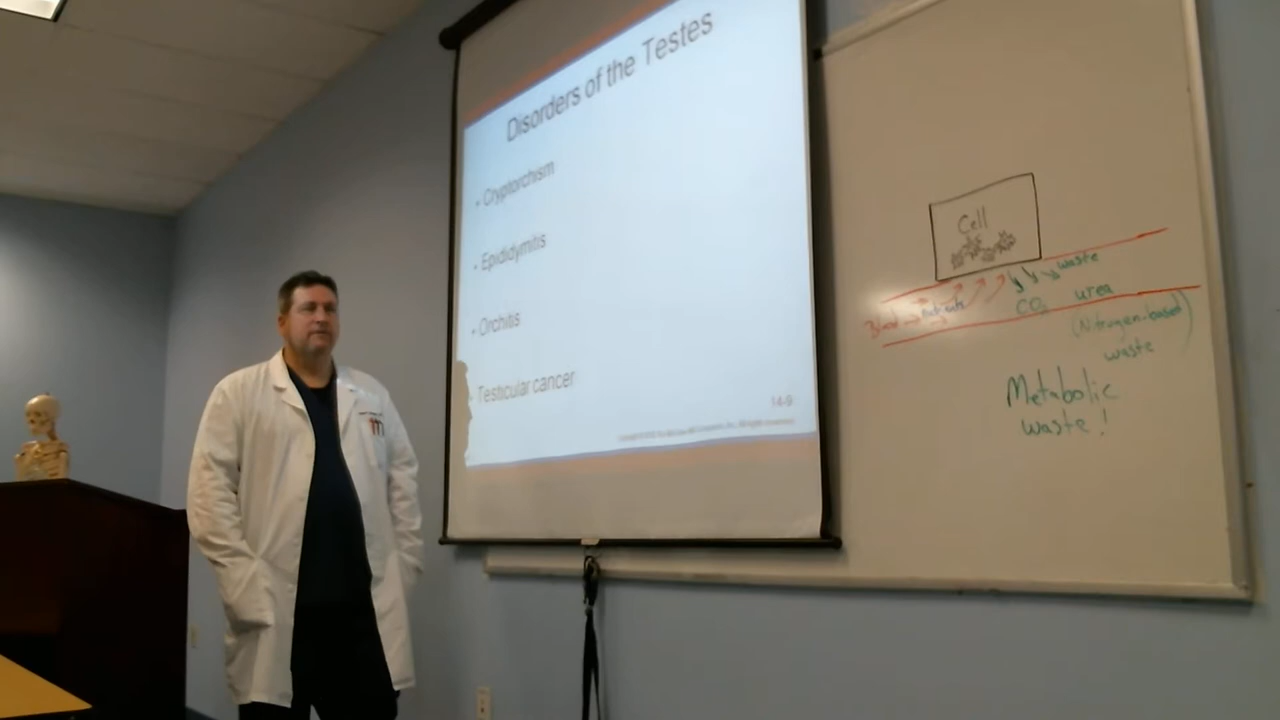 Disorders of the Testes
• Cryptorchism
• Epididymitis
• Orchitis
• Testicular cancer
14-9
Cell
waste
Blood → nutrients
CO₂ urea
(Nitrogen-based)
waste
Metabolic
waste!